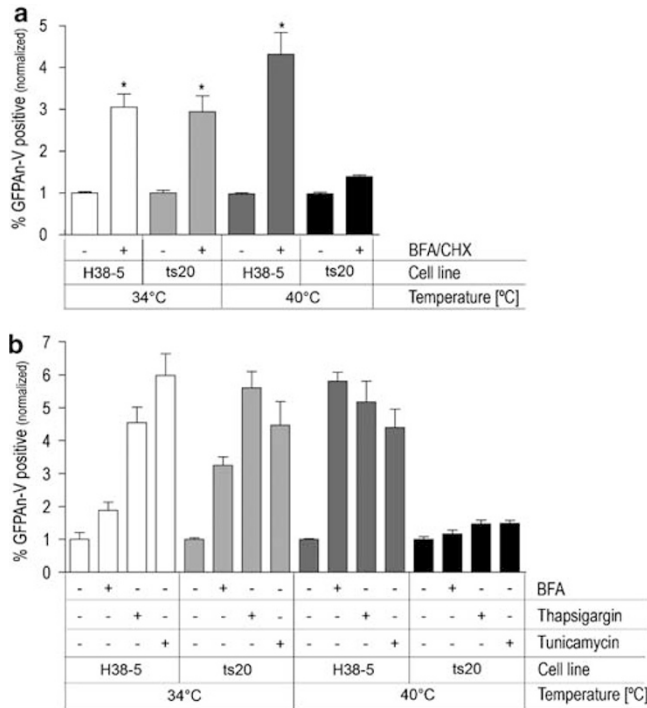 a
% GFPAn-V positive (normalized)
5
4
3
2
1
0
* * *
- + - + - + - + BFA/CHX
H38-5 ts20 H38-5 ts20 Cell line
34°C 40°C Temperature [ºC]
b
% GFPAn-V positive (normalized)
7
6
5
4
3
2
1
0
- + - - - + - - - + - - - + - - BFA
- - + - - - + - - - + - - - + - Thapsigargin
- - - + - - - + - - - + - - - + Tunicamycin
H38-5 ts20 H38-5 ts20 Cell line
34°C 40°C Temperature [ºC]